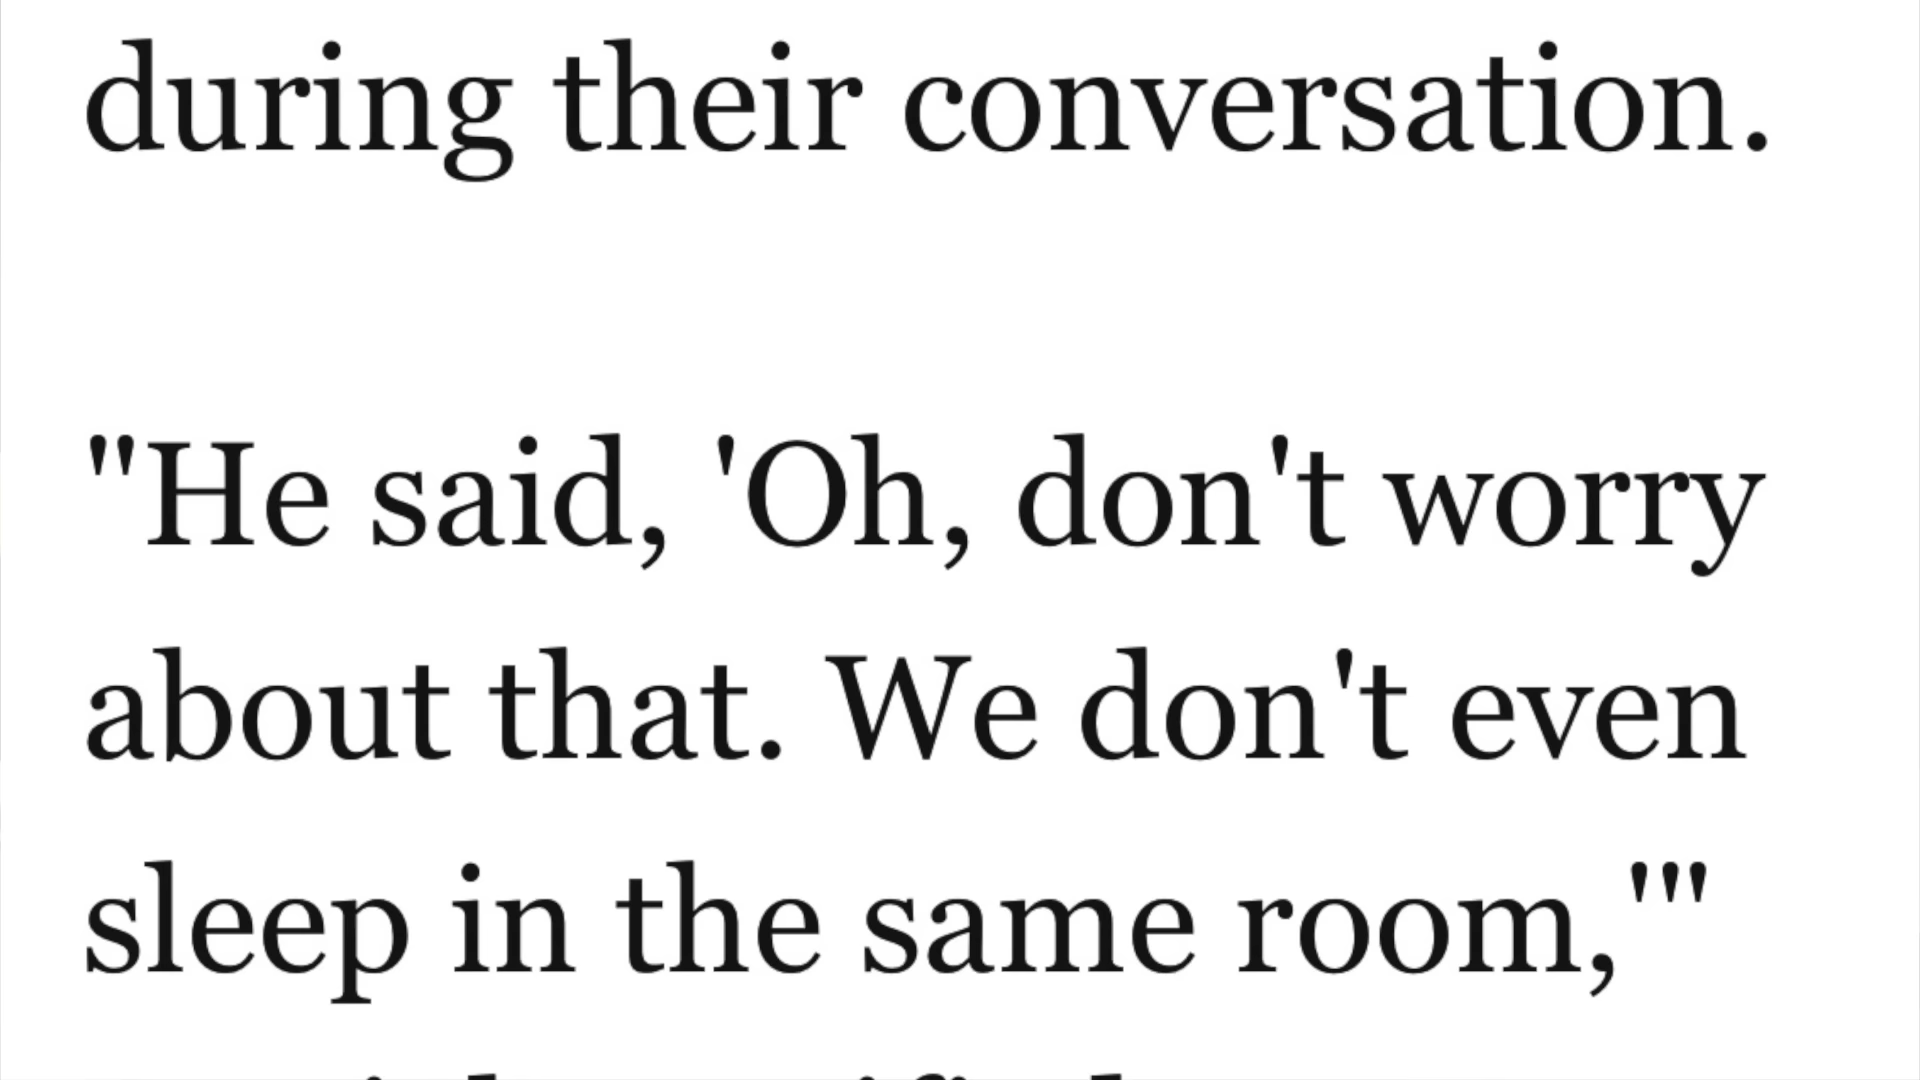 during their conversation.
"He said, 'Oh, don't worry
about that. We don't even
sleep in the same room,'"